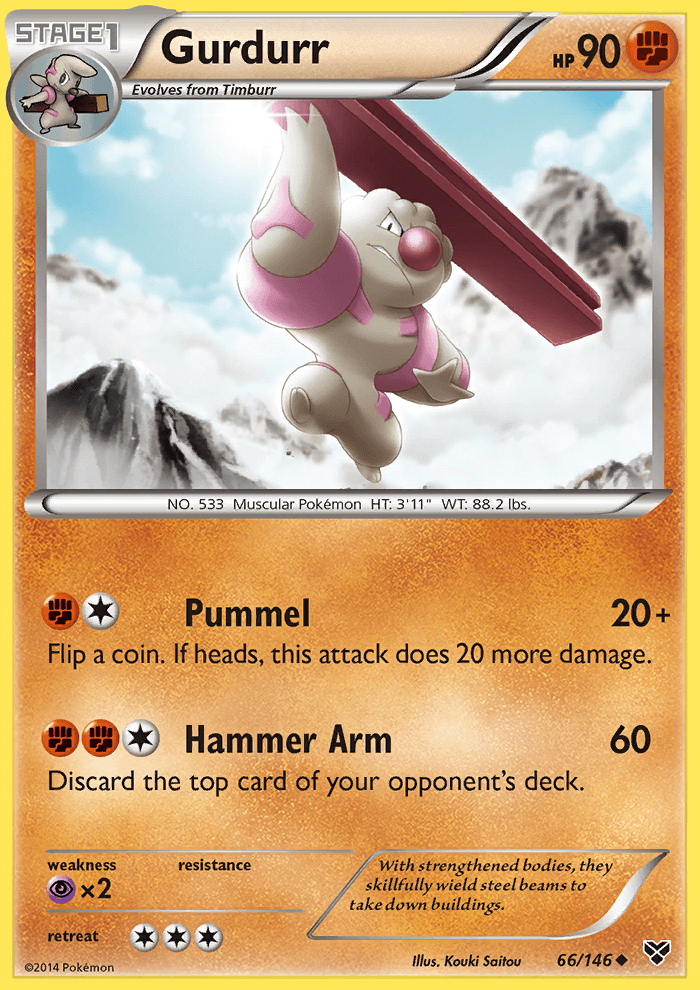 STAGE1
Gurdurr
HP 90
Evolves from Timburr
NO. 533 Muscular Pokémon HT: 3'11" WT: 88.2 lbs.
Pummel 20+
Flip a coin. If heads, this attack does 20 more damage.
Hammer Arm 60
Discard the top card of your opponent's deck.
weakness resistance
×2
With strengthened bodies, they
skillfully wield steel beams to
take down buildings.
retreat
Illus. Kouki Saitou 66/146
©2014 Pokémon